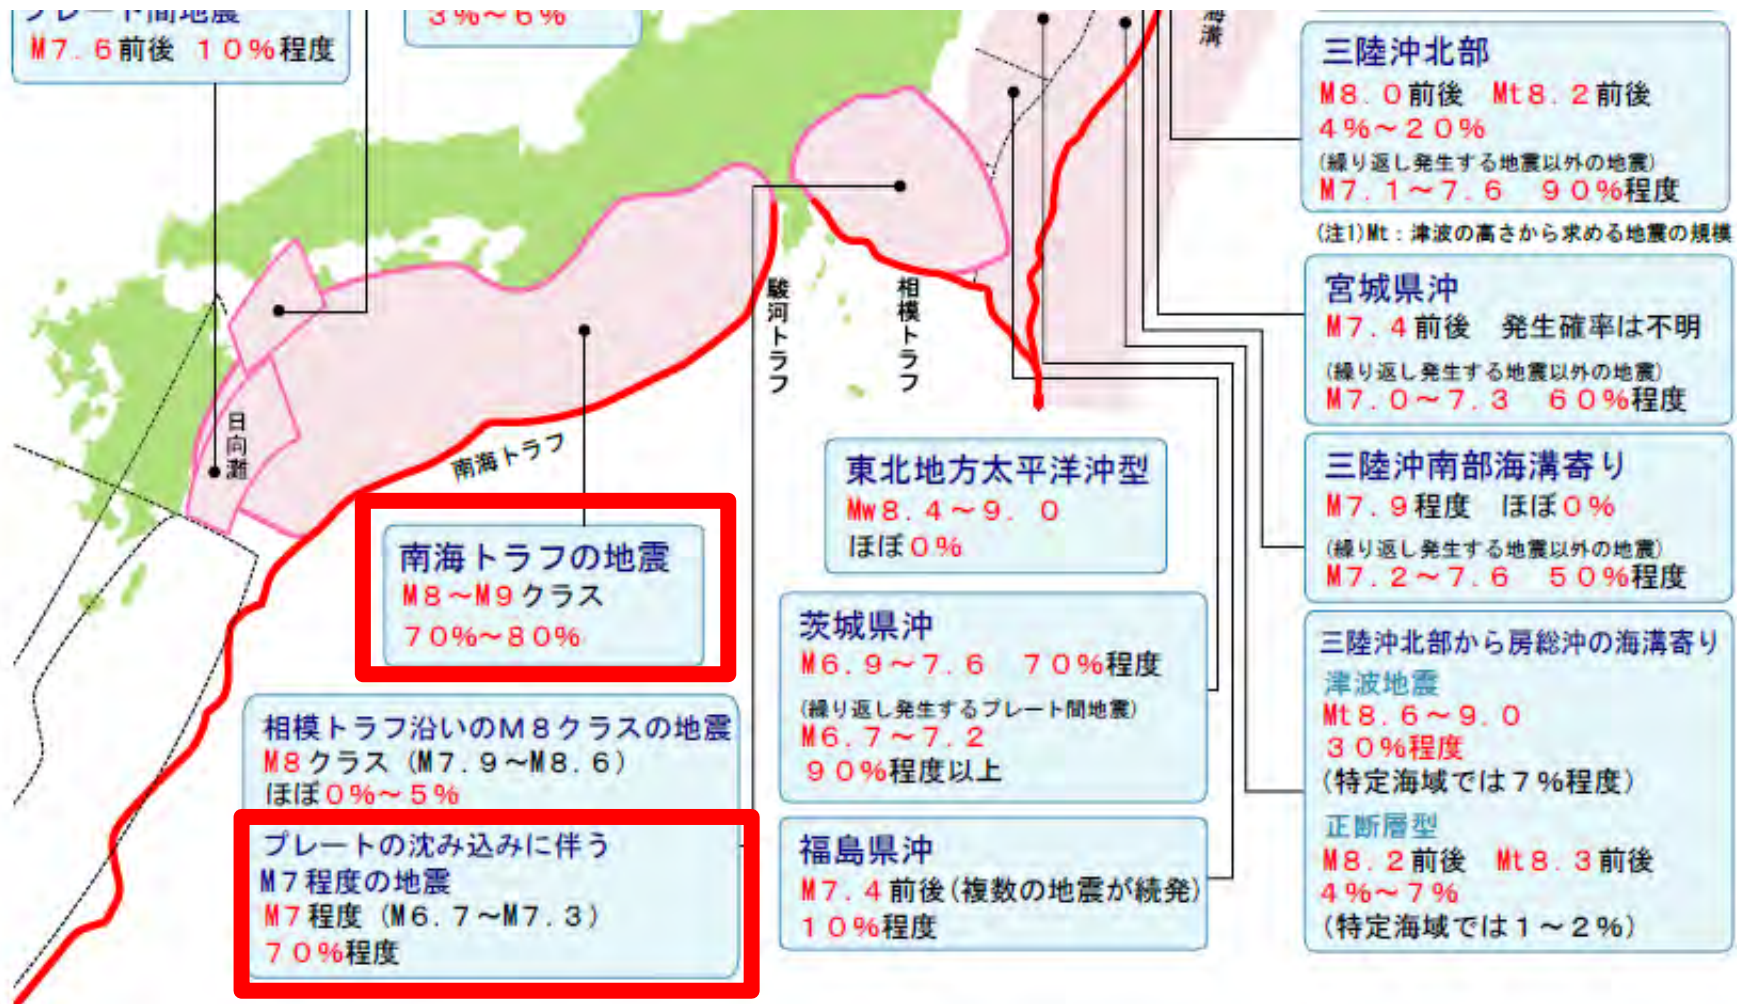 プレート間地震
M7.6前後 10%程度
3%~6%
海溝
三陸沖北部
M8.0前後 Mt8.2前後
4%~20%
(繰り返し発生する地震以外の地震)
M7.1~7.6 90%程度
(注1)Mt:津波の高さから求める地震の規模
宮城県沖
M7.4前後 発生確率は不明
(繰り返し発生する地震以外の地震)
M7.0~7.3 60%程度
三陸沖南部海溝寄り
M7.9程度 ほぼ0%
(繰り返し発生する地震以外の地震)
M7.2~7.6 50%程度
三陸沖北部から房総沖の海溝寄り
津波地震
Mt8.6~9.0
30%程度
(特定海域では7%程度)
正断層型
M8.2前後 Mt8.3前後
4%~7%
(特定海域では1~2%)
駿河トラフ
相模トラフ
日向灘
南海トラフ
東北地方太平洋沖型
Mw8.4~9.0
ほぼ0%
南海トラフの地震
M8~M9クラス
70%~80%
茨城県沖
M6.9~7.6 70%程度
(繰り返し発生するプレート間地震)
M6.7~7.2
90%程度以上
相模トラフ沿いのM8クラスの地震
M8クラス(M7.9~M8.6)
ほぼ0%~5%
プレートの沈み込みに伴う
M7程度の地震
M7程度(M6.7~M7.3)
70%程度
福島県沖
M7.4前後(複数の地震が続発)
10%程度